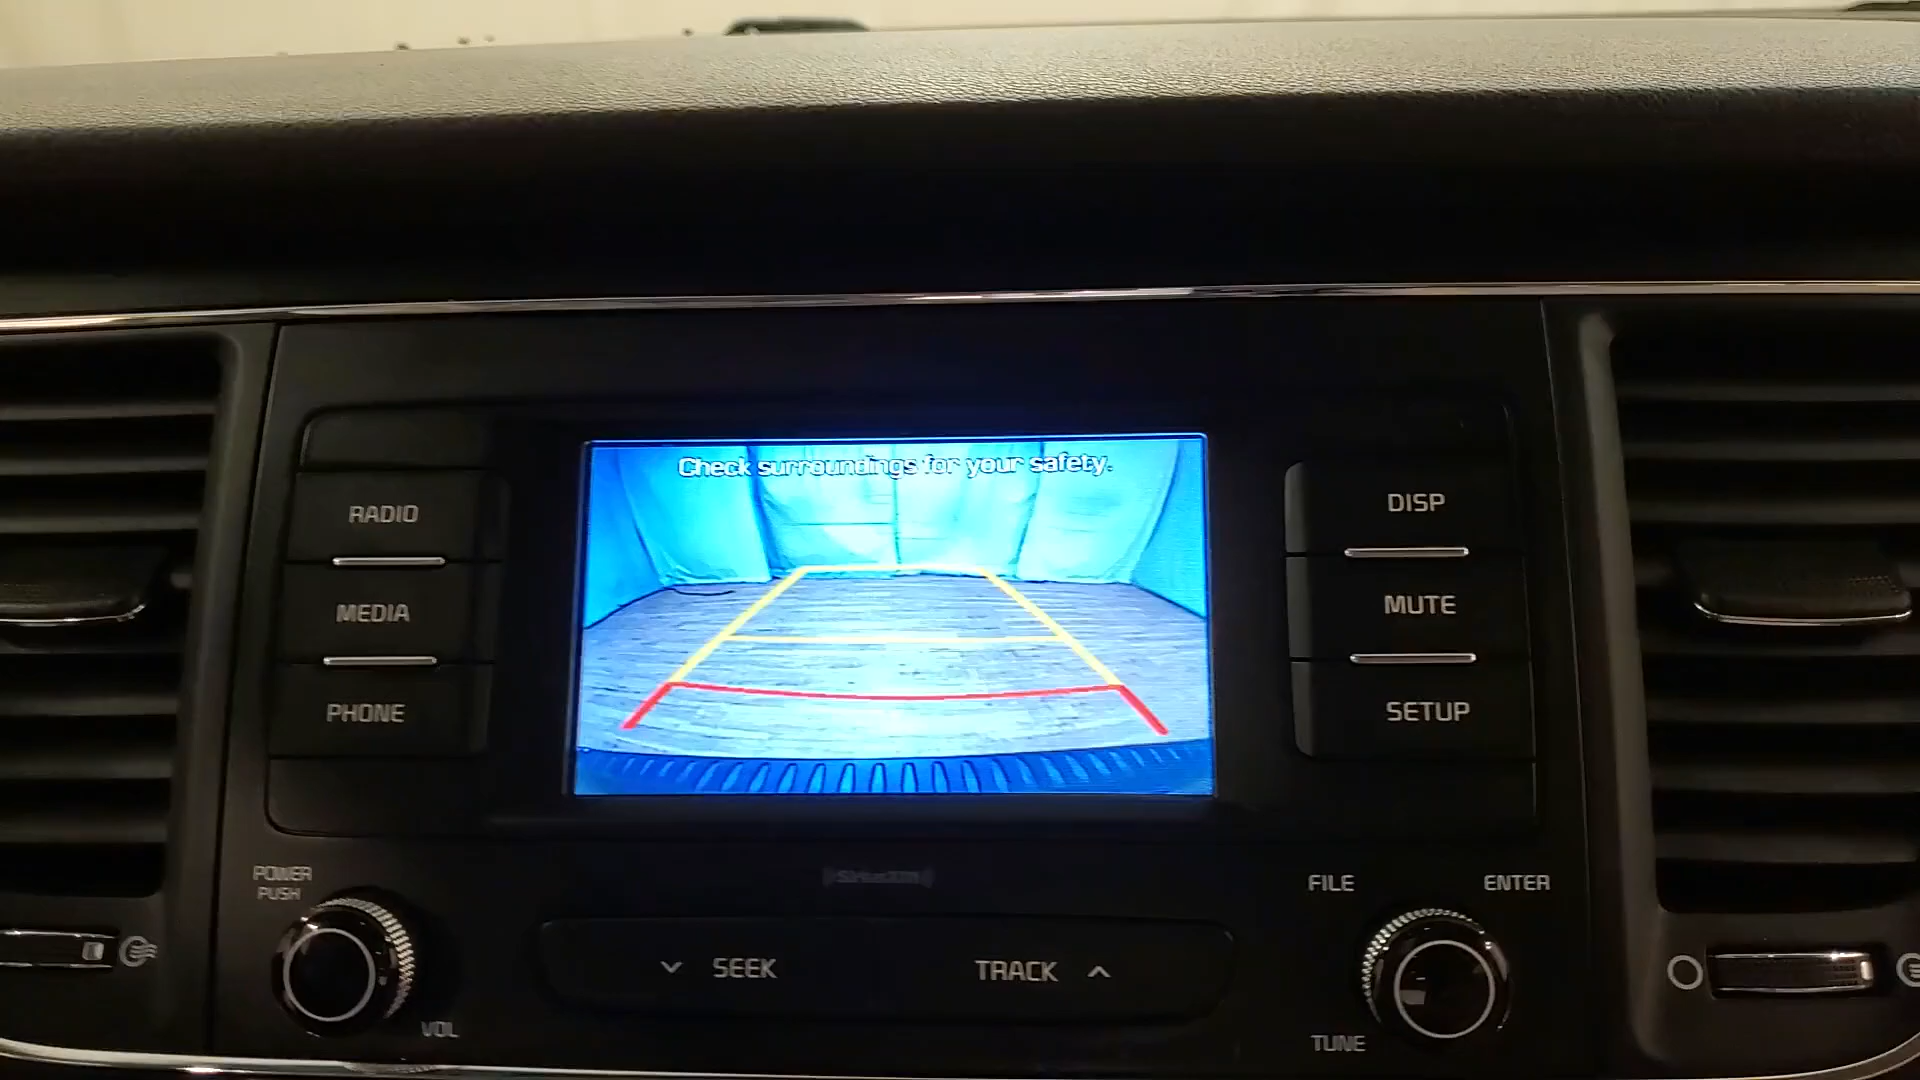 Check surroundings for your safety.
RADIO
MEDIA
PHONE
DISP
MUTE
SETUP
POWER
PUSH
VOL
SiriusXM
SEEK
TRACK
FILE
ENTER
TUNE